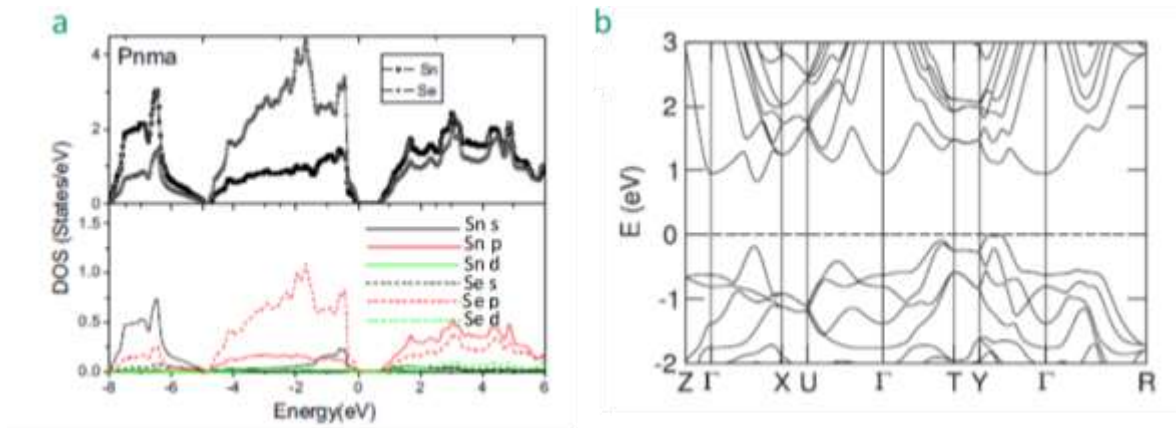 a
Pnma
Sn
Se
4
2
0
1.5
1.0
0.5
0.0
DOS (States/eV)
Sn s
Sn p
Sn d
Se s
Se p
Se d
-8 -6 -4 -2 0 2 4 6
Energy(eV)
b
3
2
1
0
-1
-2
E (eV)
Z Γ X U Γ T Y Γ R